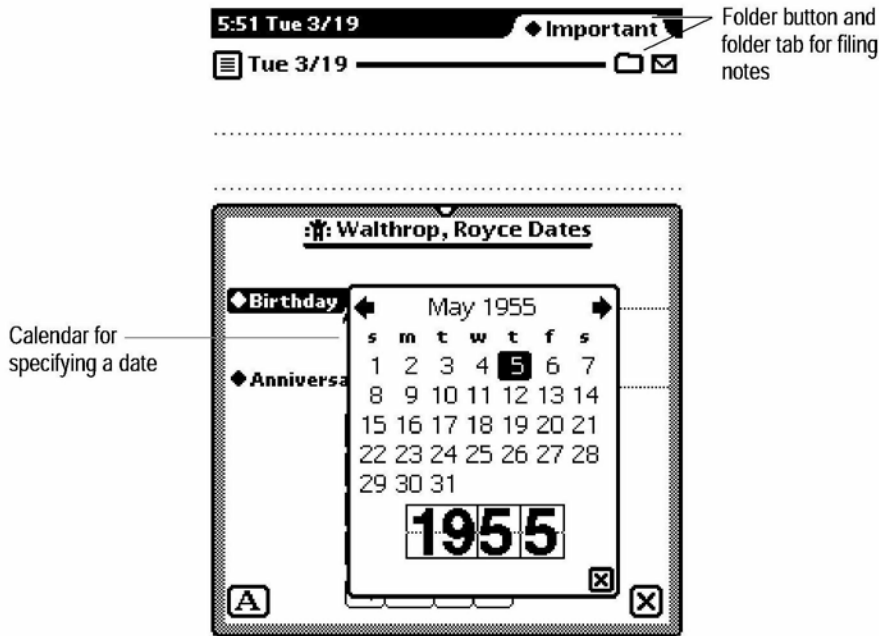 5:51 Tue 3/19
Important
Folder button and
folder tab for filing
notes
Tue 3/19
Walthrop, Royce Dates
Birthday
May 1955
s m t w t f s
1 2 3 4 5 6 7
8 9 10 11 12 13 14
15 16 17 18 19 20 21
22 23 24 25 26 27 28
29 30 31
1955
Anniversa
Calendar for
specifying a date
A